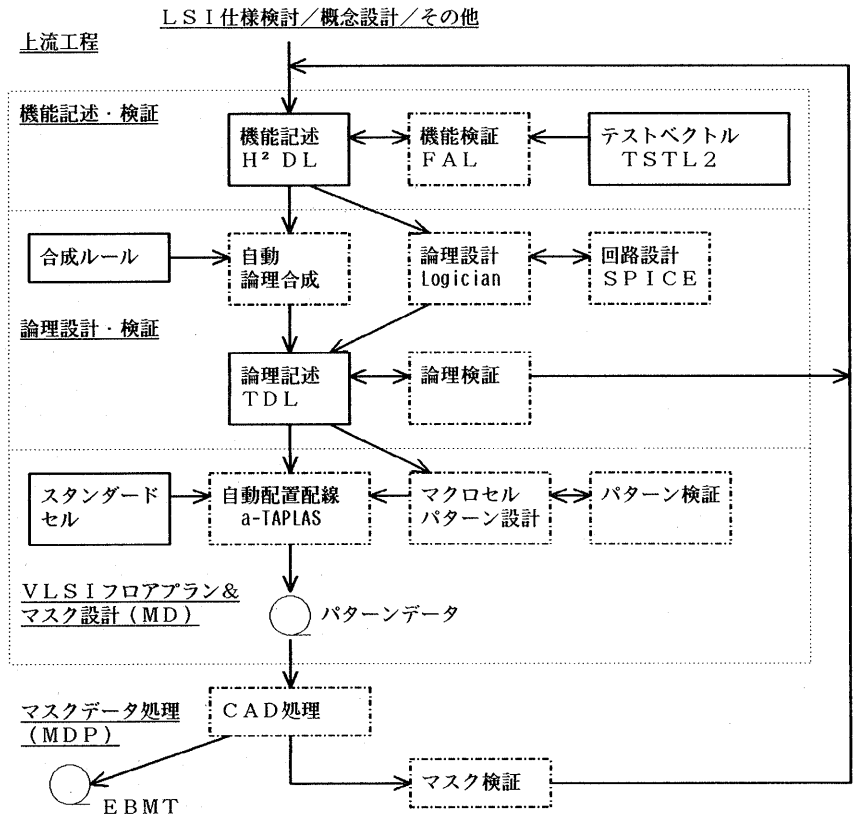 ＬＳＩ仕様検討／概念設計／その他
上流工程
機能記述・検証
機能記述
Ｈ² ＤＬ
機能検証
ＦＡＬ
テストベクトル
ＴＳＴＬ２
合成ルール
自動
論理合成
論理設計
Logician
回路設計
ＳＰＩＣＥ
論理設計・検証
論理記述
ＴＤＬ
論理検証
スタンダード
セル
自動配置配線
a-TAPLAS
マクロセル
パターン設計
パターン検証
ＶＬＳＩフロアプラン＆
マスク設計（ＭＤ）
パターンデータ
マスクデータ処理
（ＭＤＰ）
ＣＡＤ処理
マスク検証
ＥＢＭＴ